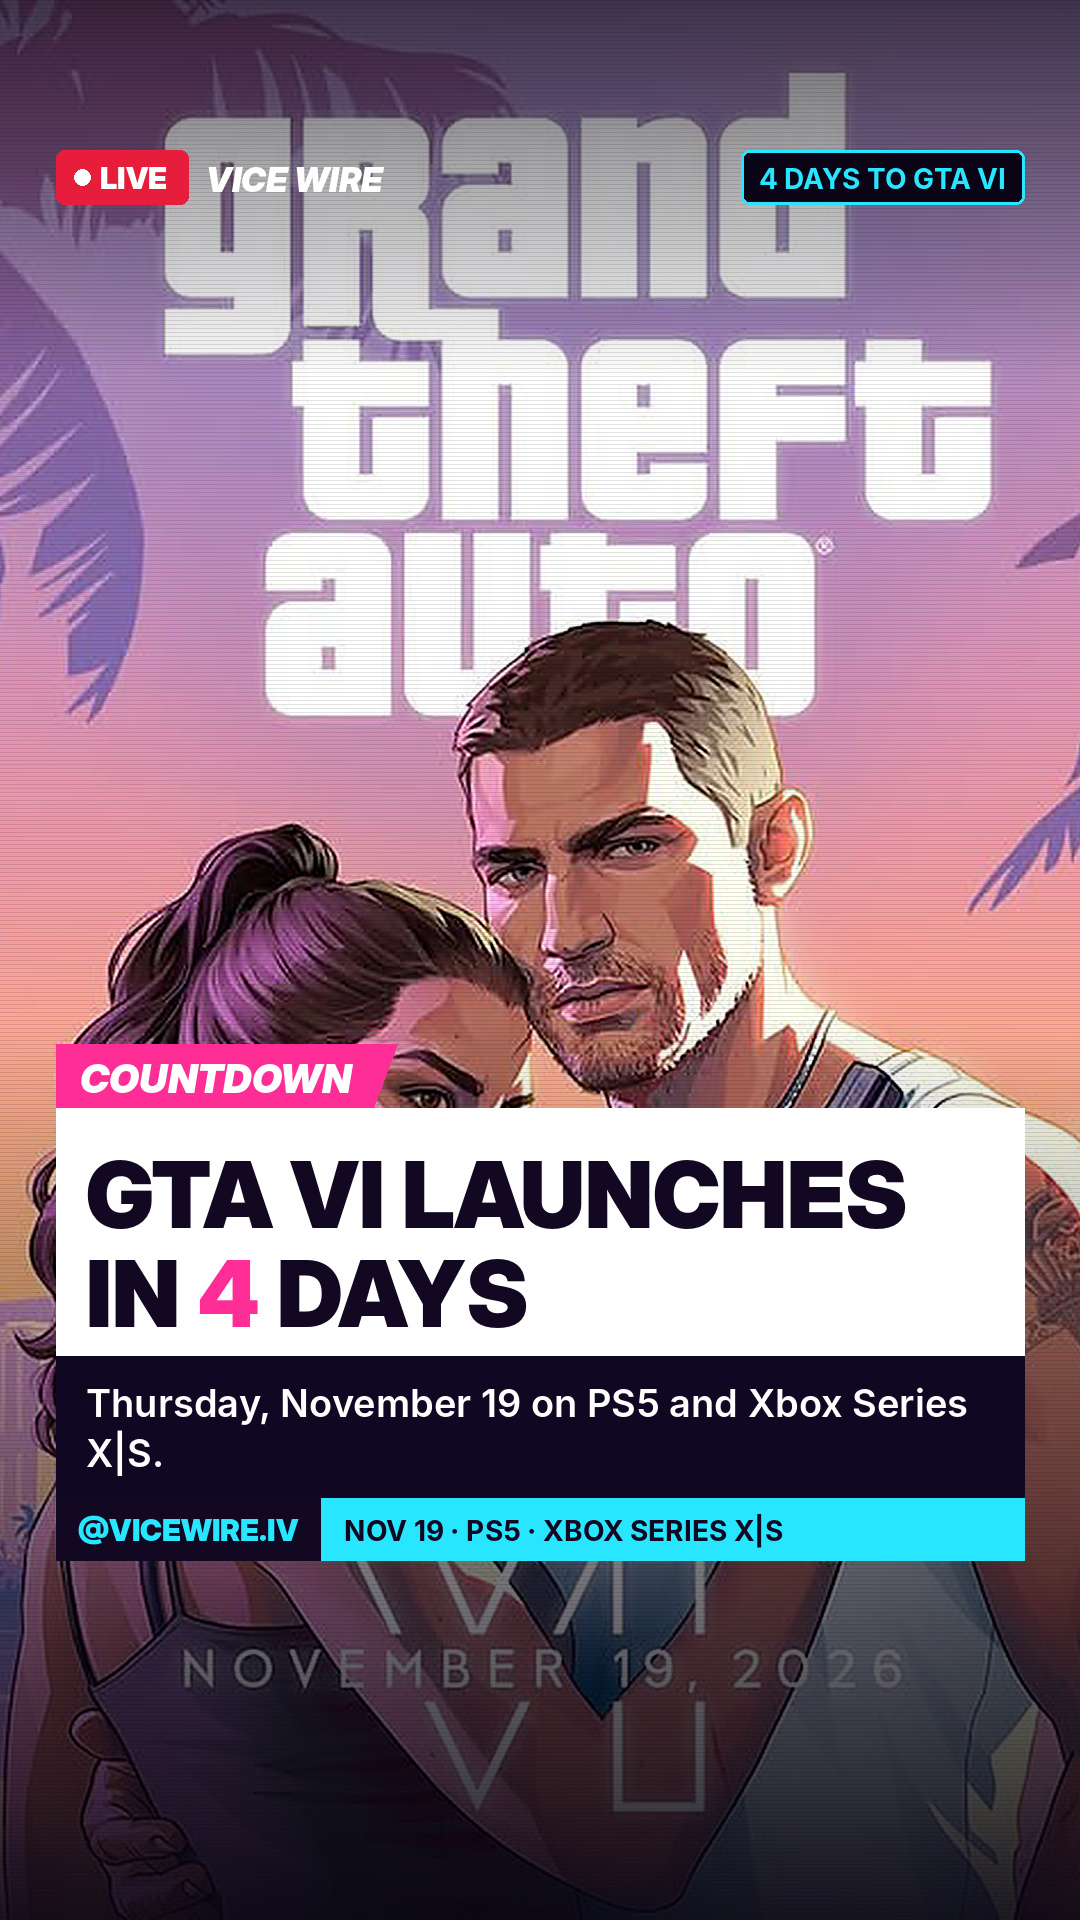 grand
theft
auto®
LIVE VICE WIRE
4 DAYS TO GTA VI
COUNTDOWN
GTA VI LAUNCHES
IN 4 DAYS
Thursday, November 19 on PS5 and Xbox Series
X|S.
@VICEWIRE.IV
NOV 19 · PS5 · XBOX SERIES X|S
NOVEMBER 19, 2026